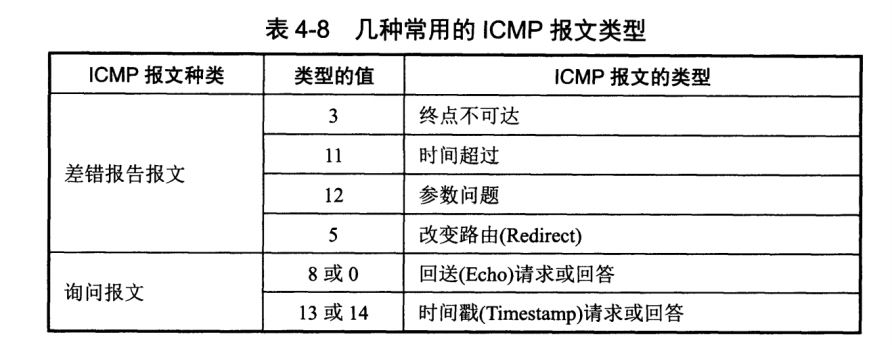 表 4-8 几种常用的 ICMP 报文类型
ICMP 报文种类 类型的值 ICMP 报文的类型
差错报告报文
3 终点不可达
11 时间超过
12 参数问题
5 改变路由(Redirect)
询问报文
8 或 0 回送(Echo)请求或回答
13 或 14 时间戳(Timestamp)请求或回答